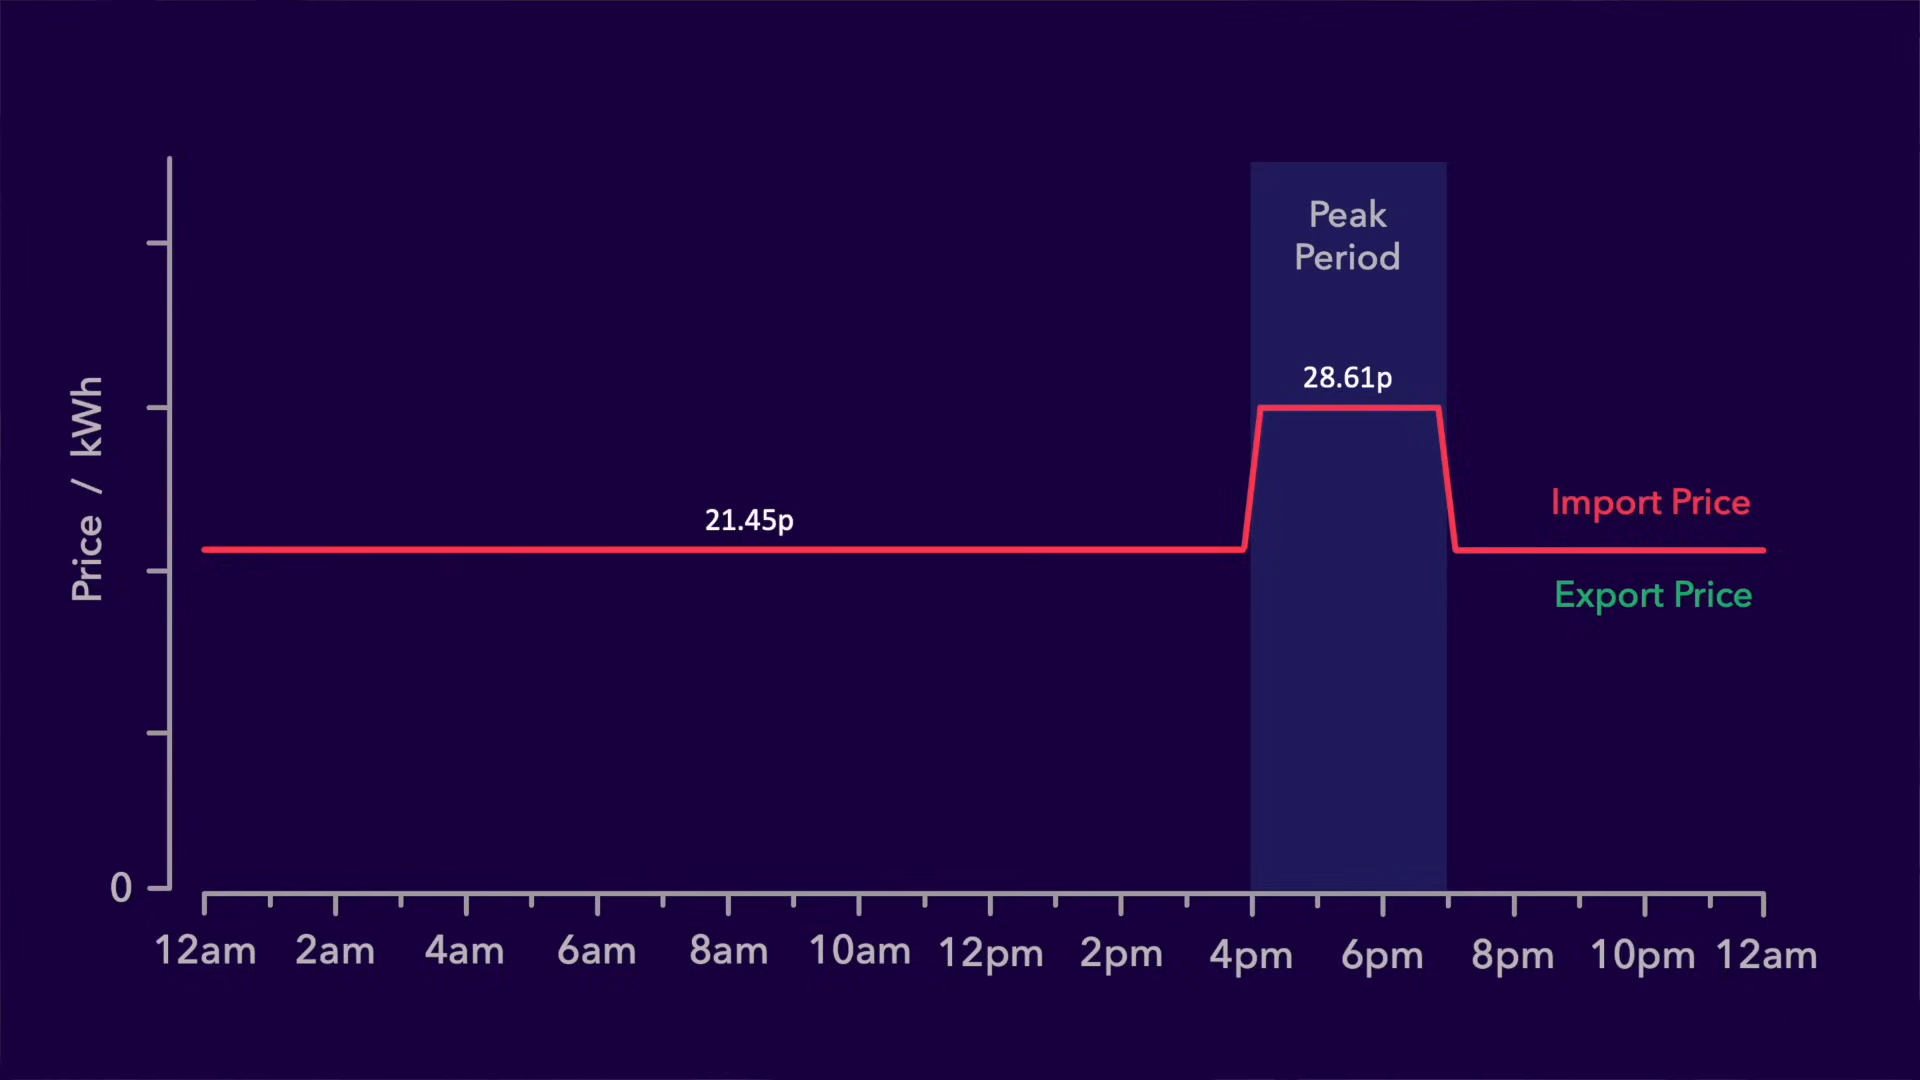 Peak
Period
28.61p
21.45p
Import Price
Export Price
Price / kWh
0
12am 2am 4am 6am 8am 10am 12pm 2pm 4pm 6pm 8pm 10pm 12am